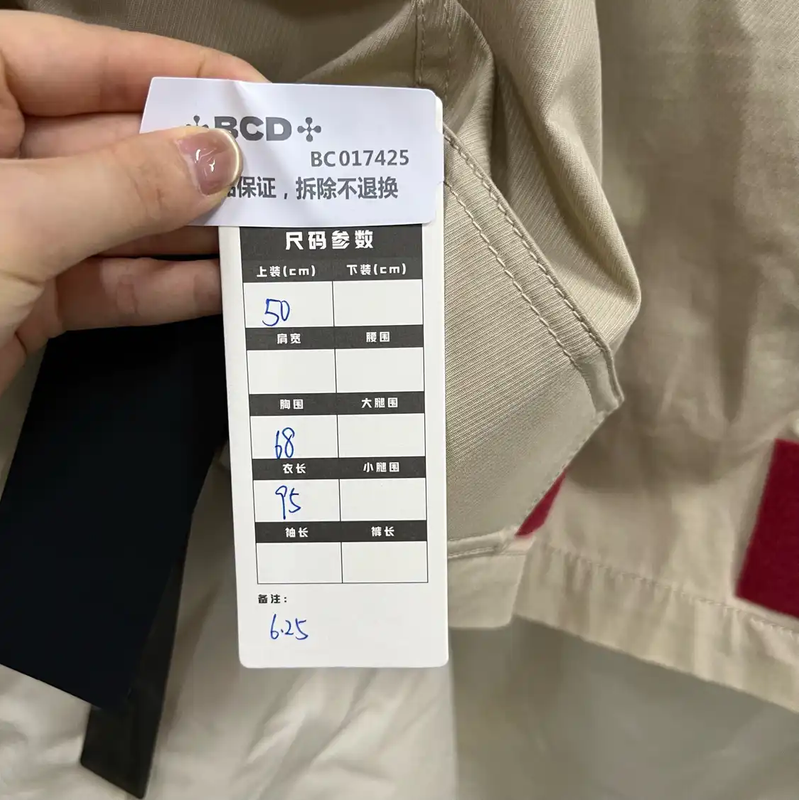 ✣BCD✣
BC017425
品保证，拆除不退换
尺码参数
上装(cm) 下装(cm)
50
肩宽 腰围
胸围 大腿围
68
衣长 小腿围
95
袖长 裤长
备注：
6.25